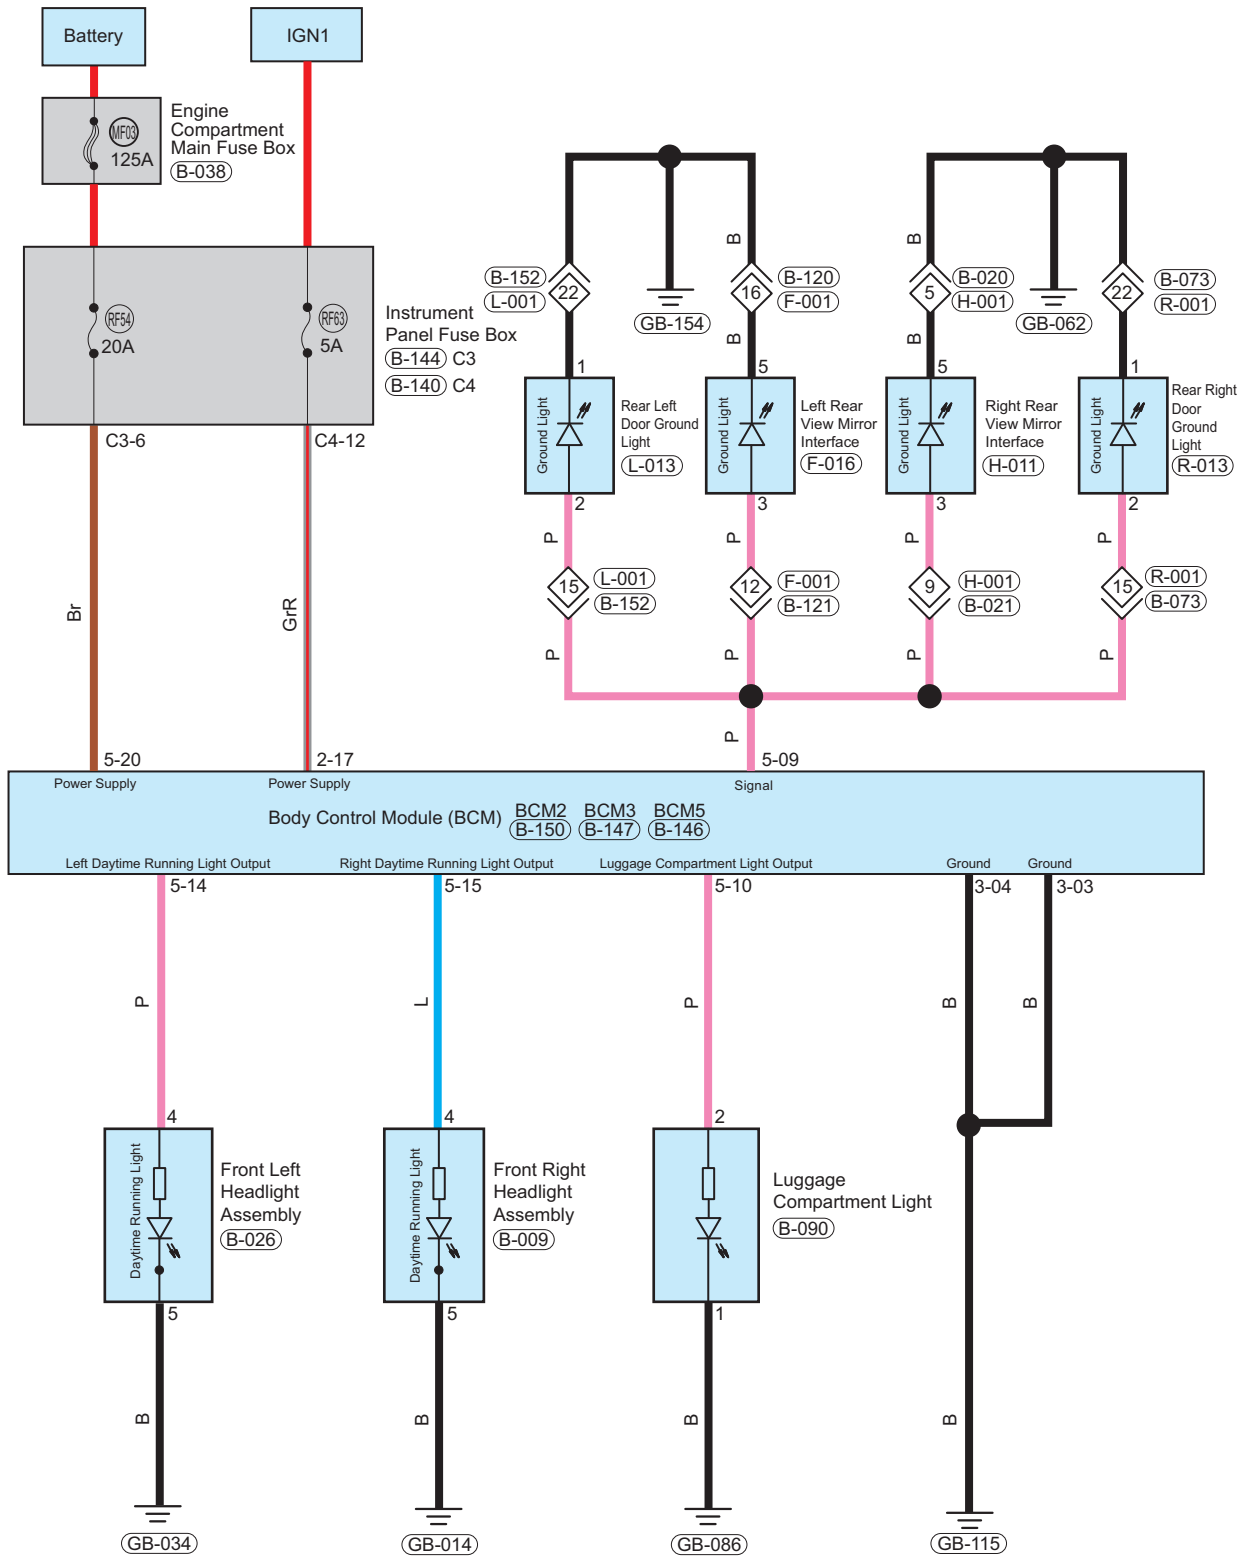 Battery
IGN1
MF03
125A
Engine
Compartment
Main Fuse Box
B-038
RF54
20A
RF63
5A
Instrument
Panel Fuse Box
B-144 C3
B-140 C4
C3-6
C4-12
Br
GrR
B-152
L-001
22
GB-154
B
16
B-120
F-001
B
B
5
B-020
H-001
B
GB-062
22
B-073
R-001
1
Ground Light
Rear Left
Door Ground
Light
L-013
2
5
Ground Light
Left Rear
View Mirror
Interface
F-016
3
5
Ground Light
Right Rear
View Mirror
Interface
H-011
3
1
Ground Light
Rear Right
Door
Ground
Light
R-013
2
P
P
P
P
15
L-001
B-152
12
F-001
B-121
9
H-001
B-021
15
R-001
B-073
P
P
P
P
P
5-20
2-17
5-09
Power Supply
Power Supply
Signal
Body Control Module (BCM)
BCM2 BCM3 BCM5
B-150 B-147 B-146
Left Daytime Running Light Output
Right Daytime Running Light Output
Luggage Compartment Light Output
Ground
Ground
5-14
5-15
5-10
3-04
3-03
P
L
P
B
B
4
Daytime Running Light
Front Left
Headlight
Assembly
B-026
5
4
Daytime Running Light
Front Right
Headlight
Assembly
B-009
5
2
Luggage
Compartment Light
B-090
1
B
B
B
B
GB-034
GB-014
GB-086
GB-115